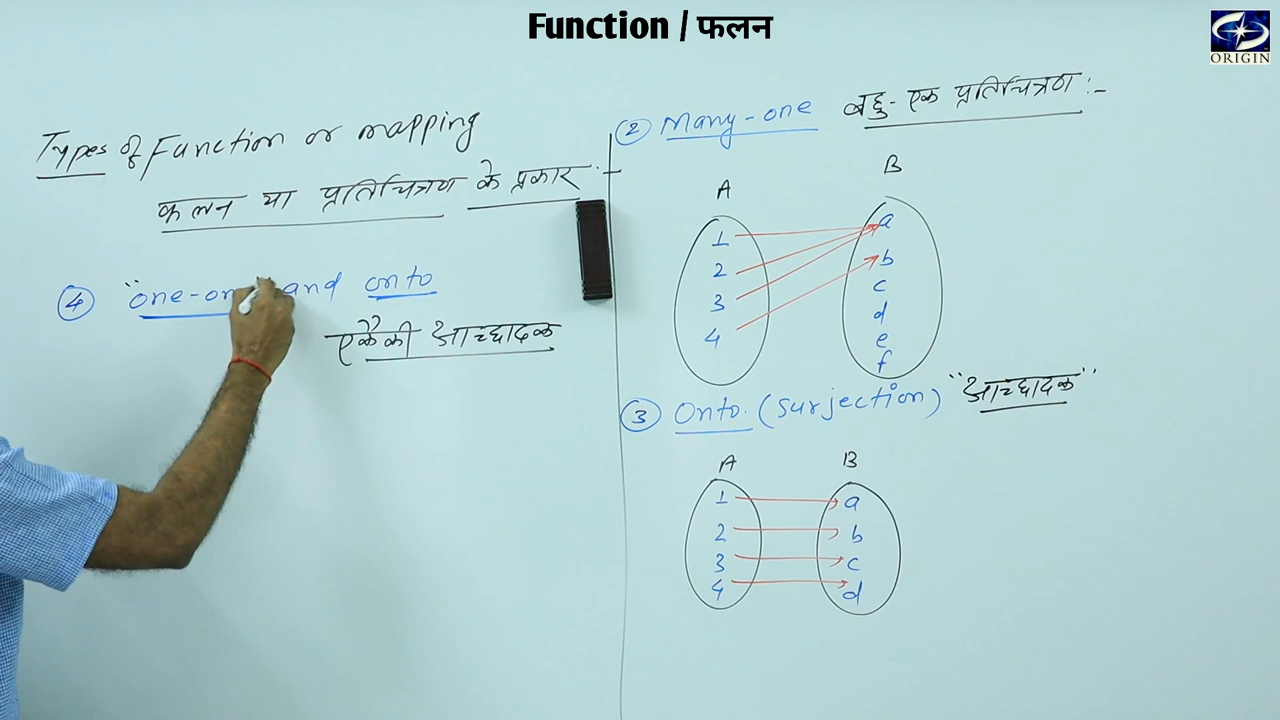 Function / फलन
ORIGIN
Types of Function or mapping
फलन या प्रतिचित्रण के प्रकार :-
④ "one-one and onto
एकैकी आच्छादक
② Many-one बहु-एक प्रतिचित्रण :-
A B
1 a
2 b
3 c
4 d
e
f
③ Onto. (Surjection) "आच्छादक"
A B
1 a
2 b
3 c
4 d